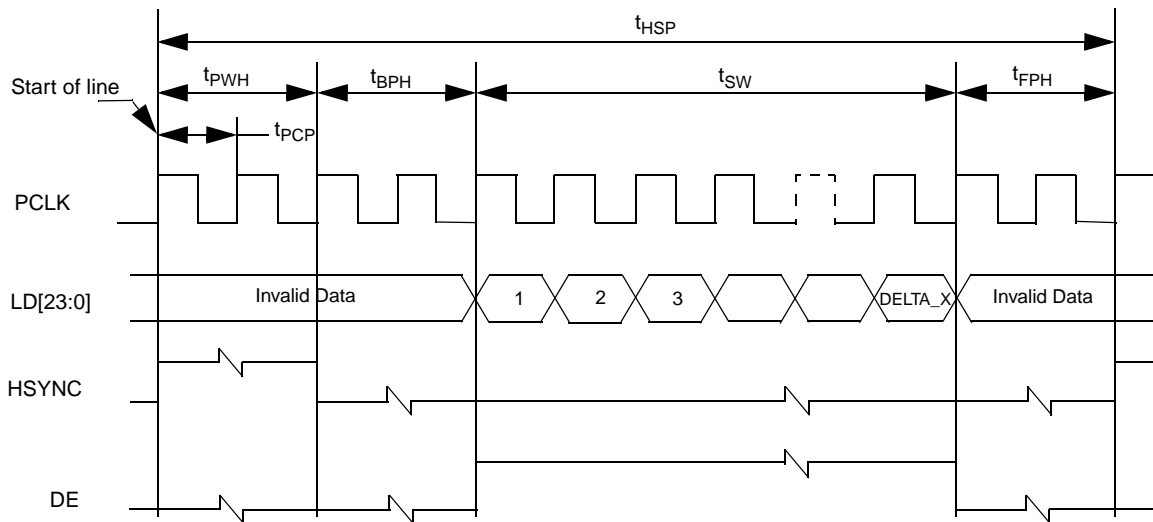 tHSP
Start of line
tPWH
tBPH
tSW
tFPH
tPCP
PCLK
LD[23:0]
Invalid Data
1
2
3
DELTA_X
Invalid Data
HSYNC
DE